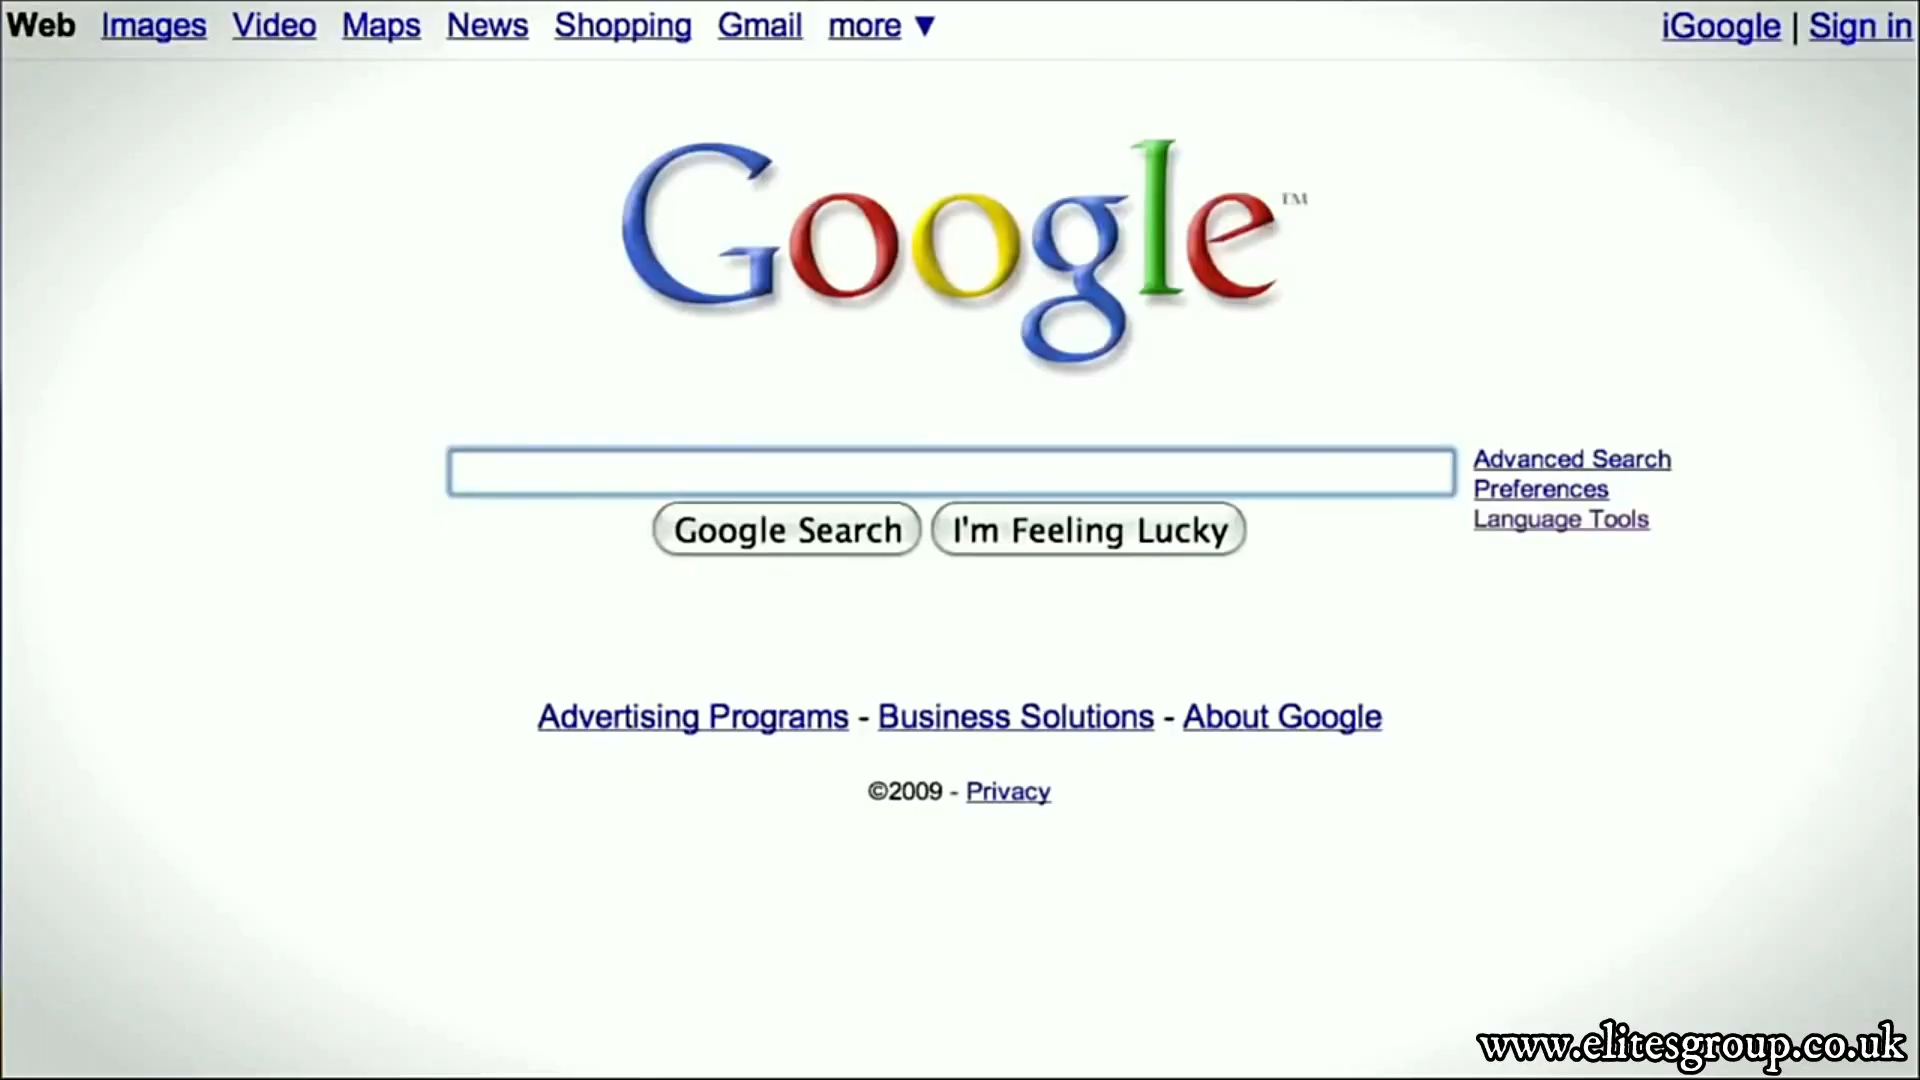 Web Images Video Maps News Shopping Gmail more ▼ iGoogle | Sign in
Google™
Advanced Search
Preferences
Language Tools
Google Search I'm Feeling Lucky
Advertising Programs - Business Solutions - About Google
©2009 - Privacy
www.elitesgroup.co.uk